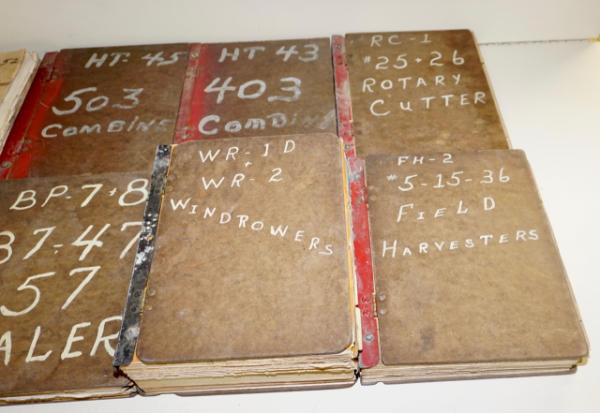 52
HT-45
503
COMBINE
HT 43
403
COMBINE
RC-1
#25+26
ROTARY
CUTTER
BP-7+8
37-47
57
ALER
WR-1D
+
WR-2
WINDROWERS
FH-2
#5-15-36
FIELD
HARVESTERS